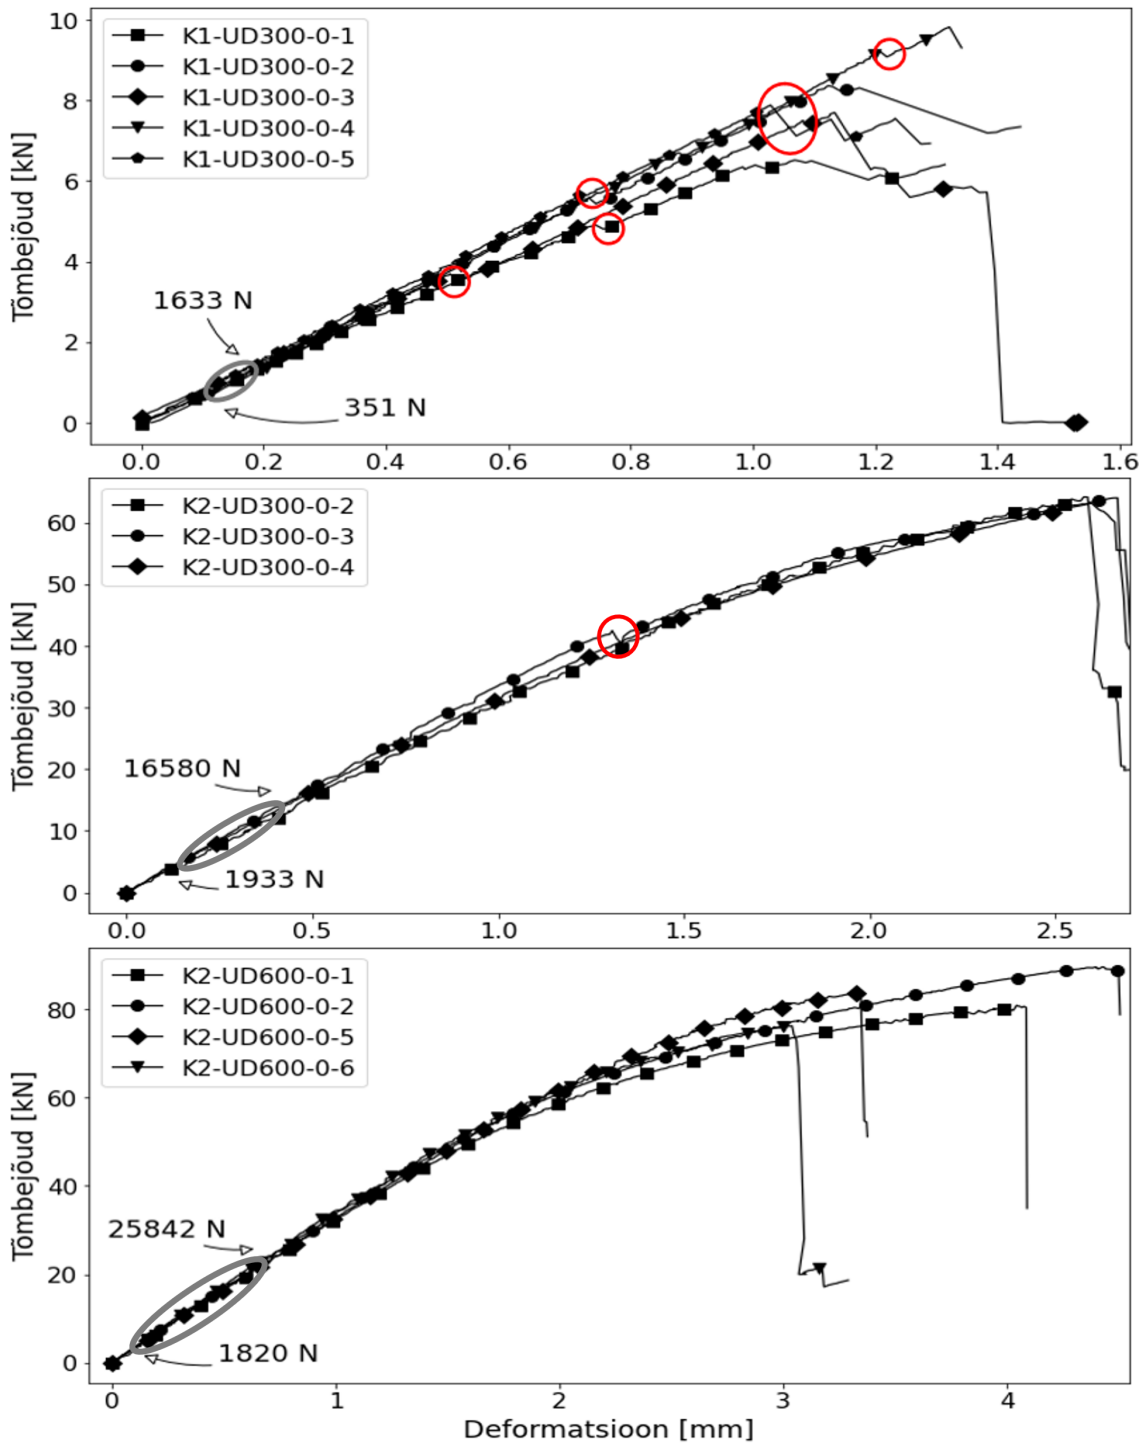 K1-UD300-0-1
K1-UD300-0-2
K1-UD300-0-3
K1-UD300-0-4
K1-UD300-0-5
Tõmbejõud [kN]
10
8
6
4
2
0
1633 N
351 N
0.0 0.2 0.4 0.6 0.8 1.0 1.2 1.4 1.6
K2-UD300-0-2
K2-UD300-0-3
K2-UD300-0-4
Tõmbejõud [kN]
60
50
40
30
20
10
0
16580 N
1933 N
0.0 0.5 1.0 1.5 2.0 2.5
K2-UD600-0-1
K2-UD600-0-2
K2-UD600-0-5
K2-UD600-0-6
Tõmbejõud [kN]
80
60
40
20
0
25842 N
1820 N
0 1 2 3 4
Deformatsioon [mm]